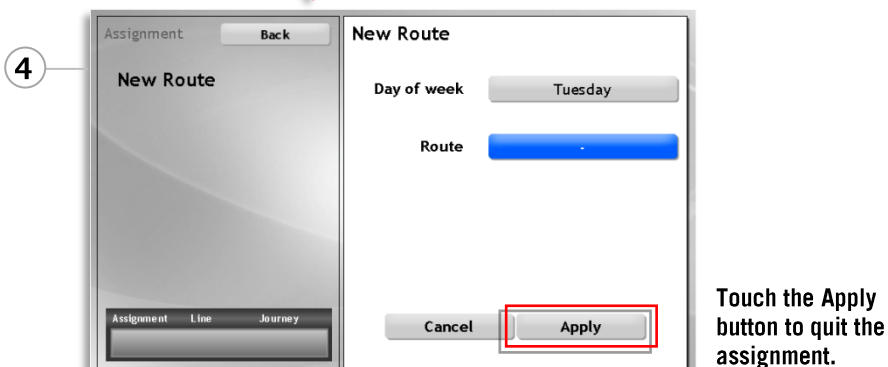 Assignment
Back
New Route
4
New Route
Day of week
Tuesday
Route
-
Assignment Line Journey
Cancel
Apply
Touch the Apply
button to quit the
assignment.